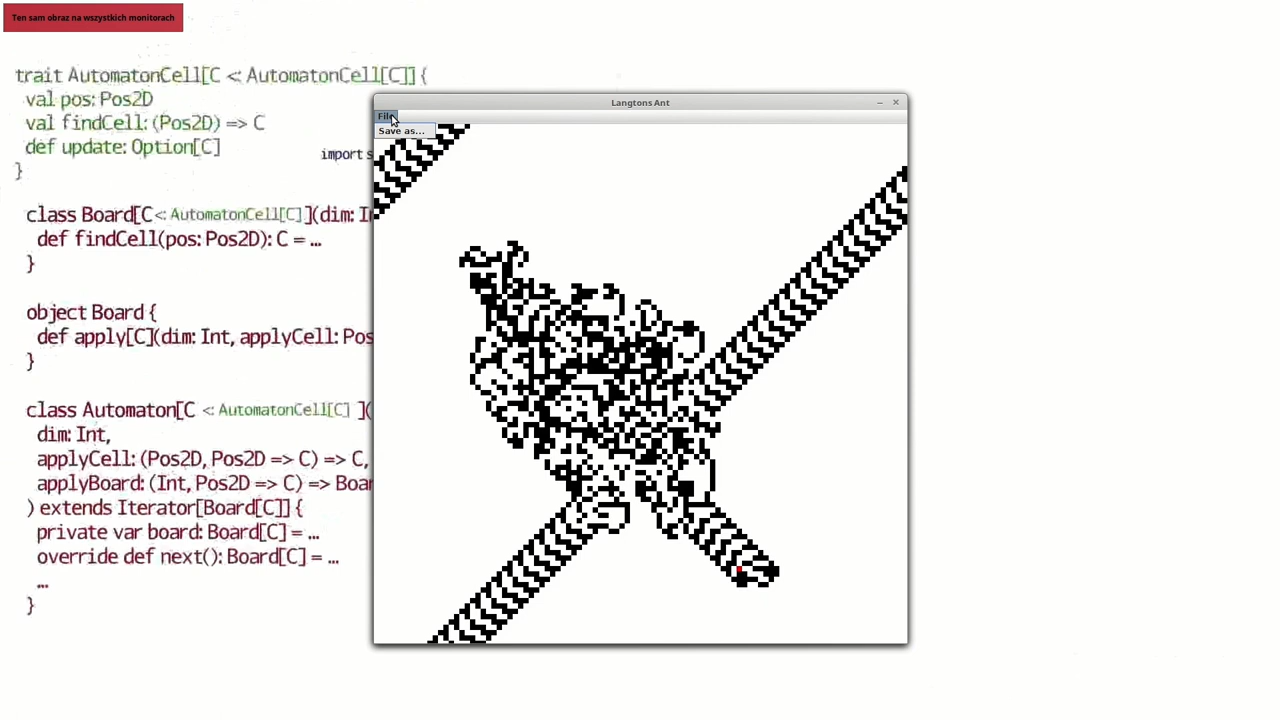 Ten sam obraz na wszystkich monitorach
trait AutomatonCell[C <: AutomatonCell[C]] {
val pos: Pos2D
val findCell: (Pos2D) => C
def update: Option[C]
}
import s
class Board[C <: AutomatonCell[C]](dim: In
def findCell(pos: Pos2D): C = ...
}
object Board {
def apply[C](dim: Int, applyCell: Pos
}
class Automaton[C <: AutomatonCell[C] ](
dim: Int,
applyCell: (Pos2D, Pos2D => C) => C,
applyBoard: (Int, Pos2D => C) => Boar
) extends Iterator[Board[C]] {
private var board: Board[C] = ...
override def next(): Board[C] = ...
...
}
Langtons Ant
File
Save as...